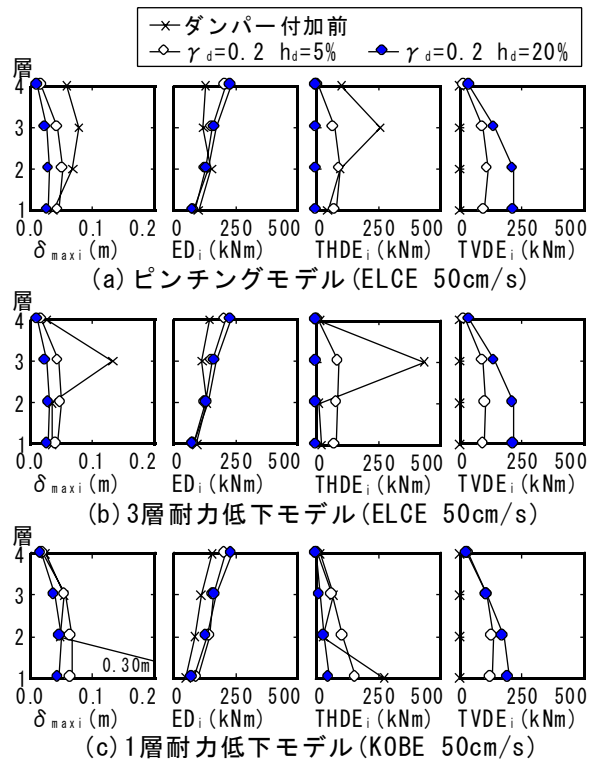 ダンパー付加前
γd=0.2 hd=5% γd=0.2 hd=20%
層
4
3
2
1
0.0 0.1 0.2 0 250 500 0 250 500 0 250 500
δmaxi(m) EDi(kNm) THDEi(kNm) TVDEi(kNm)
(a)ピンチングモデル(ELCE 50cm/s)
層
4
3
2
1
0.0 0.1 0.2 0 250 500 0 250 500 0 250 500
δmaxi(m) EDi(kNm) THDEi(kNm) TVDEi(kNm)
(b)3層耐力低下モデル(ELCE 50cm/s)
層
4
3
2
0.30m
1
0.0 0.1 0.2 0 250 500 0 250 500 0 250 500
δmaxi(m) EDi(kNm) THDEi(kNm) TVDEi(kNm)
(c)1層耐力低下モデル(KOBE 50cm/s)